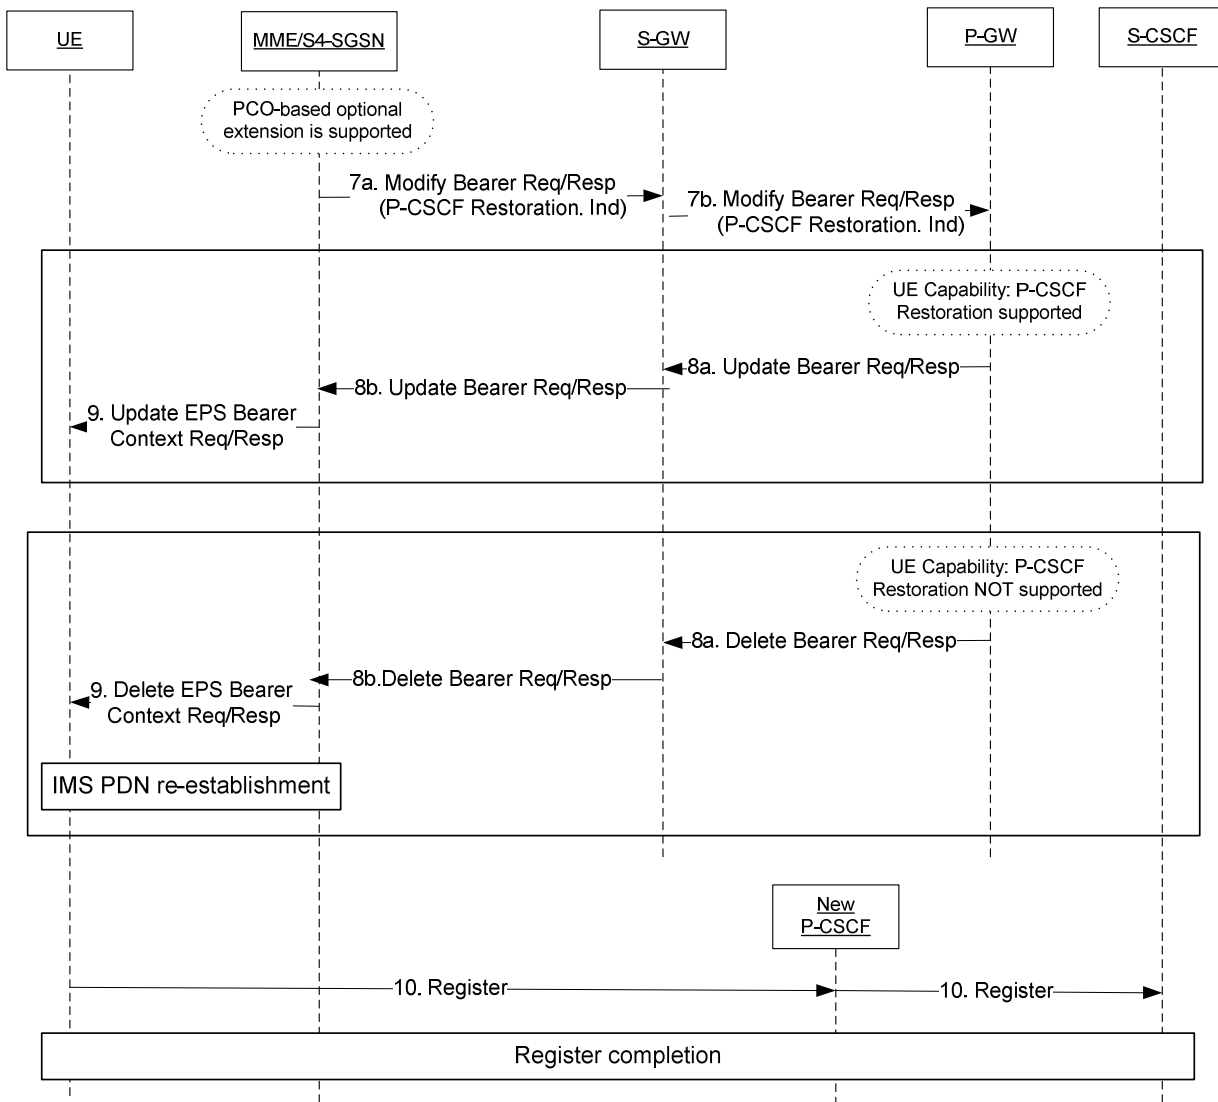 UE
MME/S4-SGSN
S-GW
P-GW
S-CSCF
PCO-based optional
extension is supported
7a. Modify Bearer Req/Resp
(P-CSCF Restoration. Ind)
7b. Modify Bearer Req/Resp
(P-CSCF Restoration. Ind)
UE Capability: P-CSCF
Restoration supported
8a. Update Bearer Req/Resp
8b. Update Bearer Req/Resp
9. Update EPS Bearer
Context Req/Resp
UE Capability: P-CSCF
Restoration NOT supported
8a. Delete Bearer Req/Resp
8b.Delete Bearer Req/Resp
9. Delete EPS Bearer
Context Req/Resp
IMS PDN re-establishment
New
P-CSCF
10. Register
10. Register
Register completion